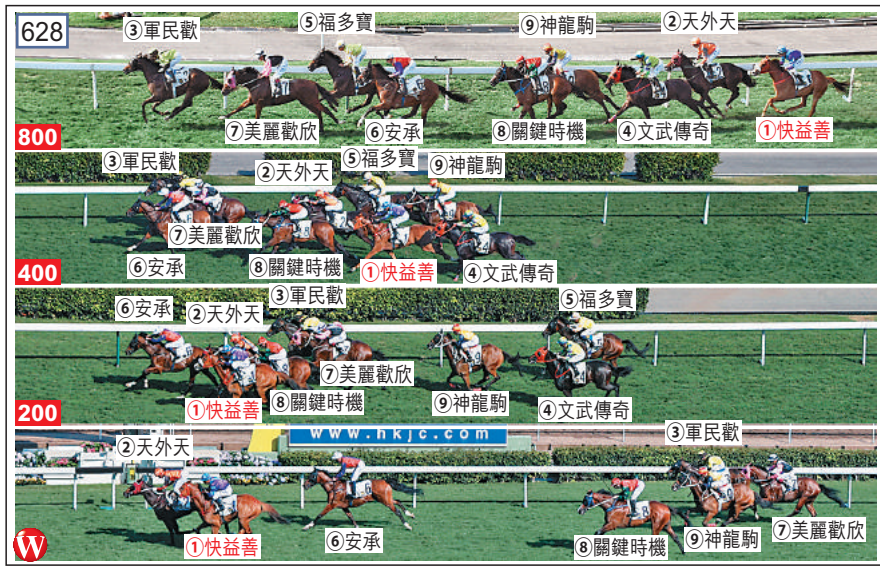 628
③軍民歡
⑤福多寶
⑨神龍駒
②天外天
⑦美麗歡欣
⑥安承
⑧關鍵時機
④文武傳奇
①快益善
800
③軍民歡
②天外天
⑤福多寶
⑨神龍駒
⑦美麗歡欣
⑥安承
⑧關鍵時機
①快益善
④文武傳奇
400
⑥安承
②天外天
③軍民歡
⑤福多寶
⑦美麗歡欣
①快益善
⑧關鍵時機
⑨神龍駒
④文武傳奇
200
www.hkjc.com
②天外天
③軍民歡
①快益善
⑥安承
⑧關鍵時機
⑨神龍駒
⑦美麗歡欣
W